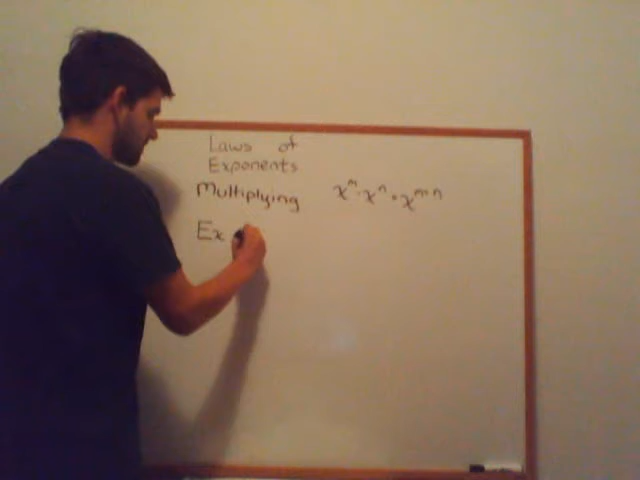 Laws of
Exponents
Multiplying x^m · x^n = x^m+n
Ex